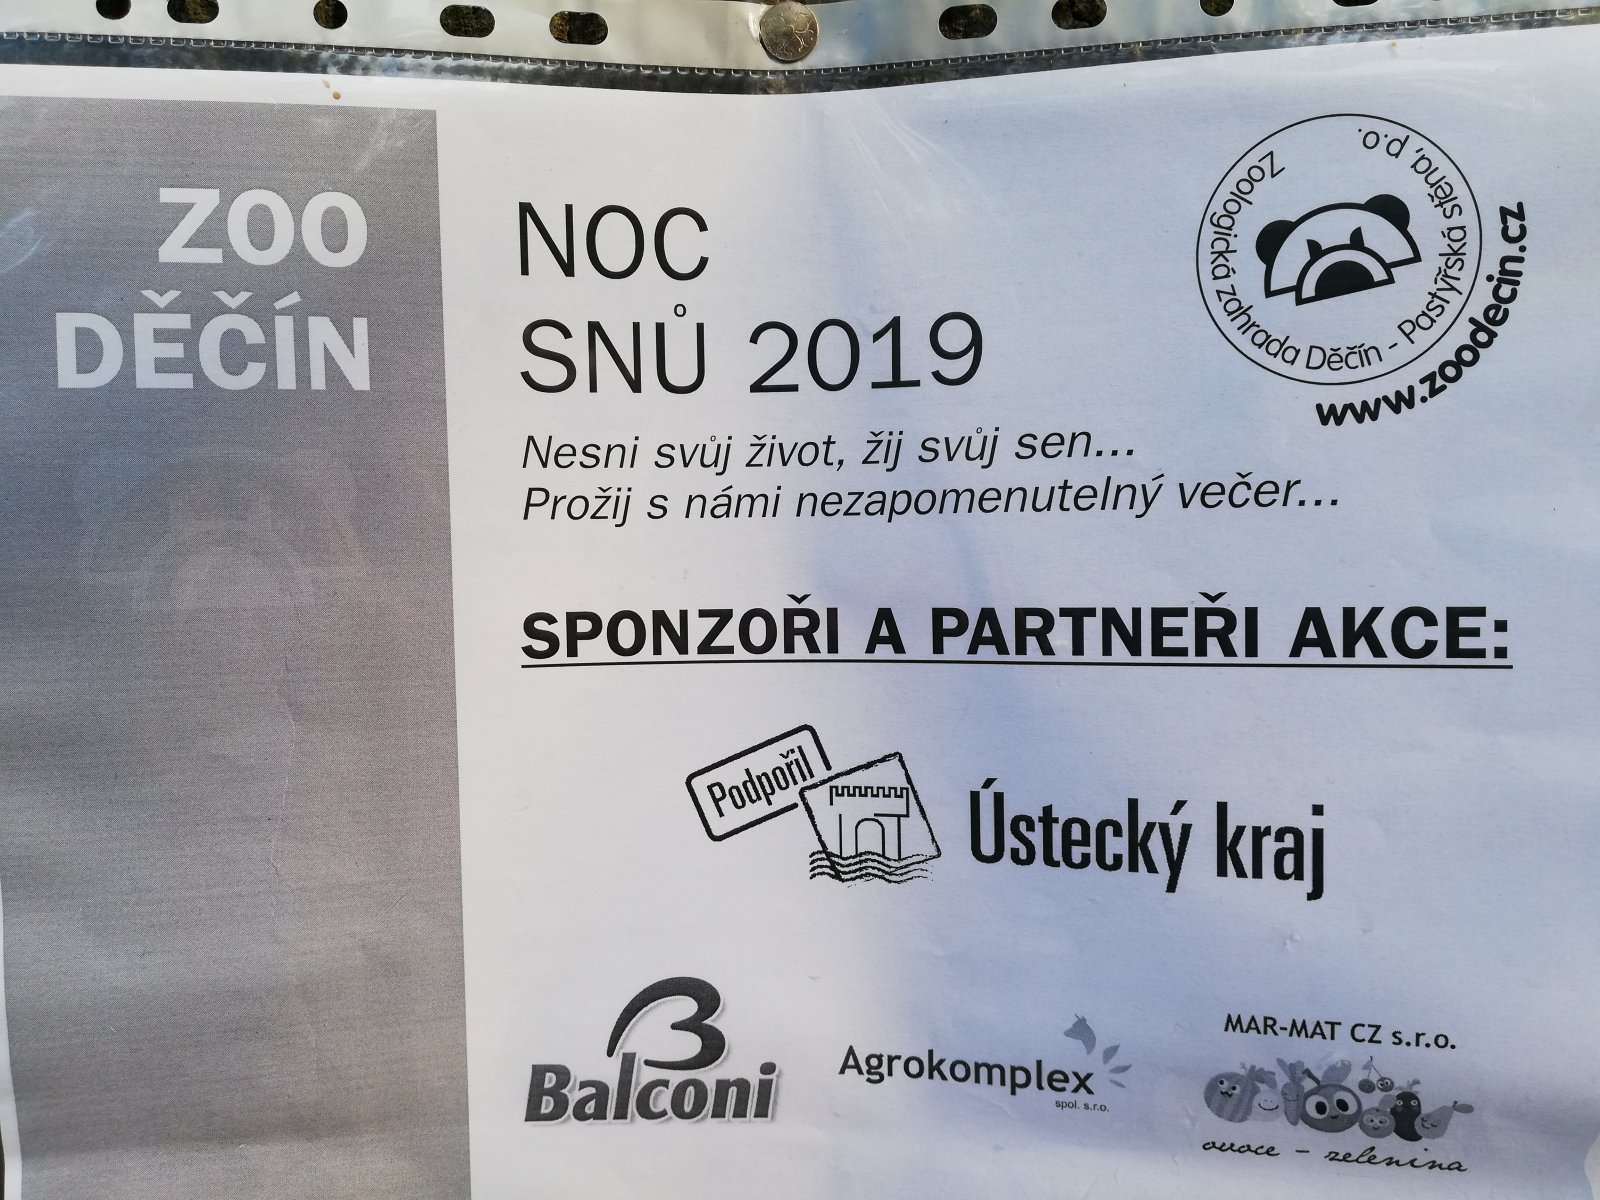 ZOO
DĚČÍN
NOC
SNŮ 2019
Nesni svůj život, žij svůj sen...
Prožij s námi nezapomenutelný večer...
Zoologická zahrada Děčín - Pastýřská stěna, p.o.
www.zoodecin.cz
SPONZOŘI A PARTNEŘI AKCE:
Podpořil
Ústecký kraj
Balconi
Agrokomplex
spol. s.r.o.
MAR-MAT CZ s.r.o.
ovoce - zelenina